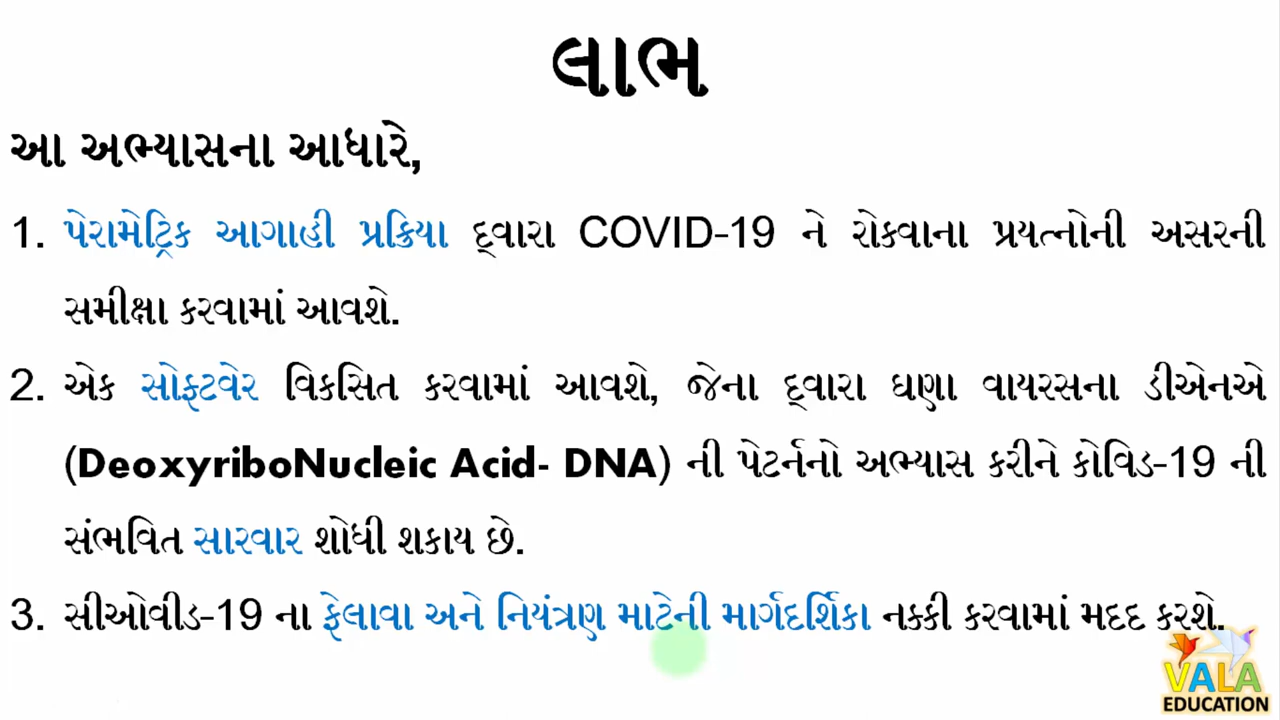 લાભ
આ અભ્યાસના આધારે,
1. પેરામેટ્રિક આગાહી પ્રક્રિયા દ્વારા COVID-19 ને રોકવાના પ્રયત્નોની અસરની
સમીક્ષા કરવામાં આવશે.
2. એક સોફ્ટવેર વિકસિત કરવામાં આવશે, જેના દ્વારા ઘણા વાયરસના ડીએનએ
(DeoxyriboNucleic Acid- DNA) ની પેટર્નનો અભ્યાસ કરીને કોવિડ-19 ની
સંભવિત સારવાર શોધી શકાય છે.
3. સીઓવીડ-19 ના ફેલાવા અને નિયંત્રણ માટેની માર્ગદર્શિકા નક્કી કરવામાં મદદ કરશે.
VALA
EDUCATION